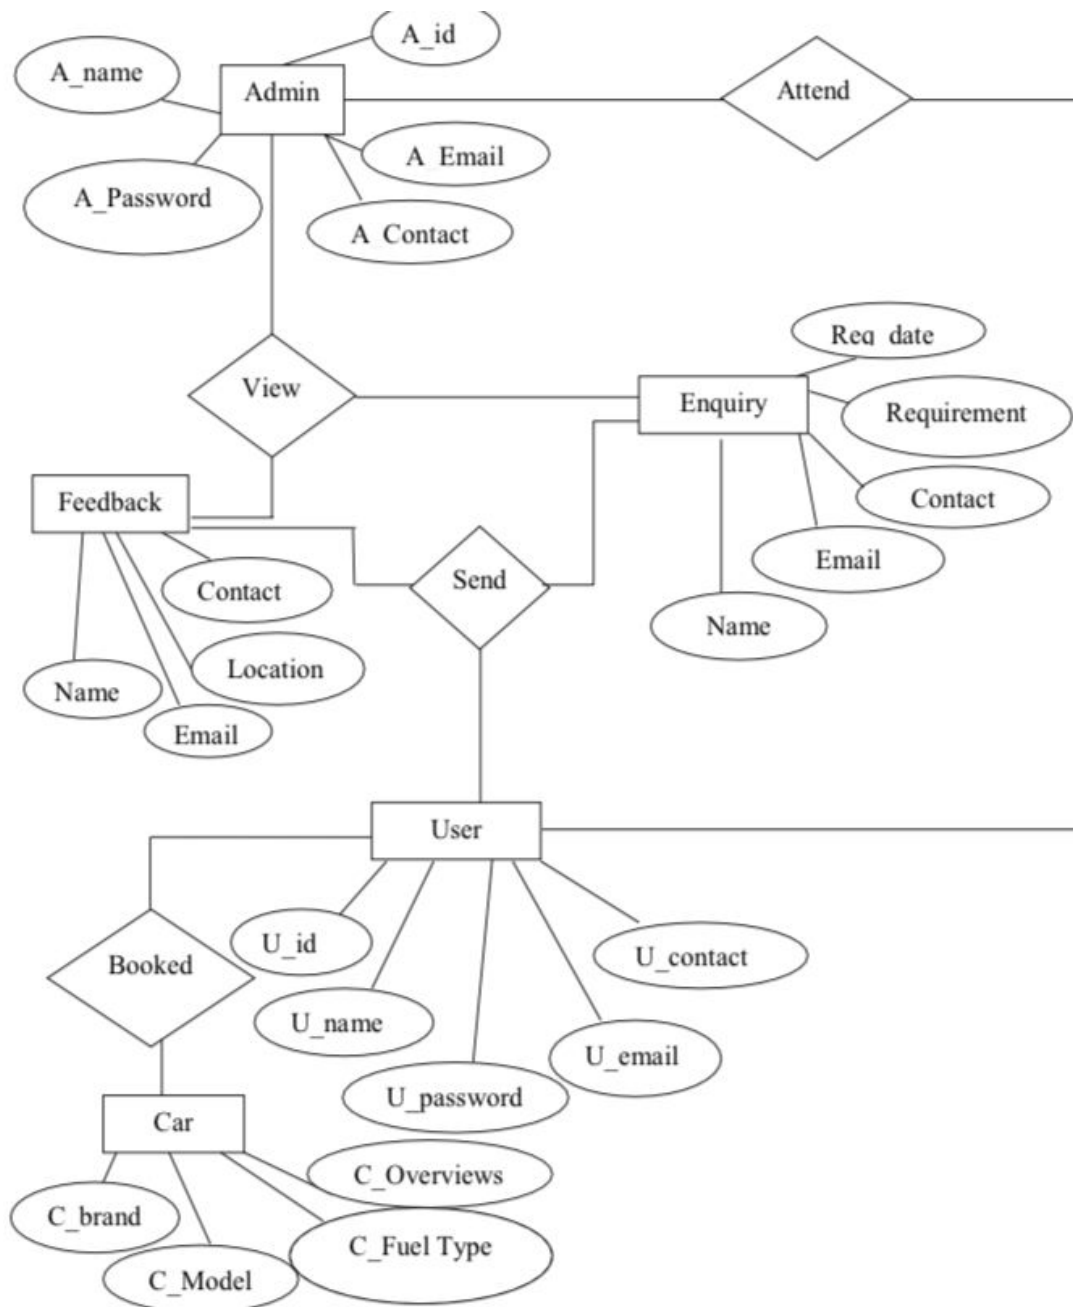 A_id
A_name
Admin
Attend
A_Email
A_Password
A_Contact
Req_date
View
Enquiry
Requirement
Feedback
Contact
Send
Email
Contact
Name
Location
Name
Email
User
U_id
U_contact
Booked
U_name
U_email
U_password
Car
C_Overviews
C_brand
C_Fuel Type
C_Model